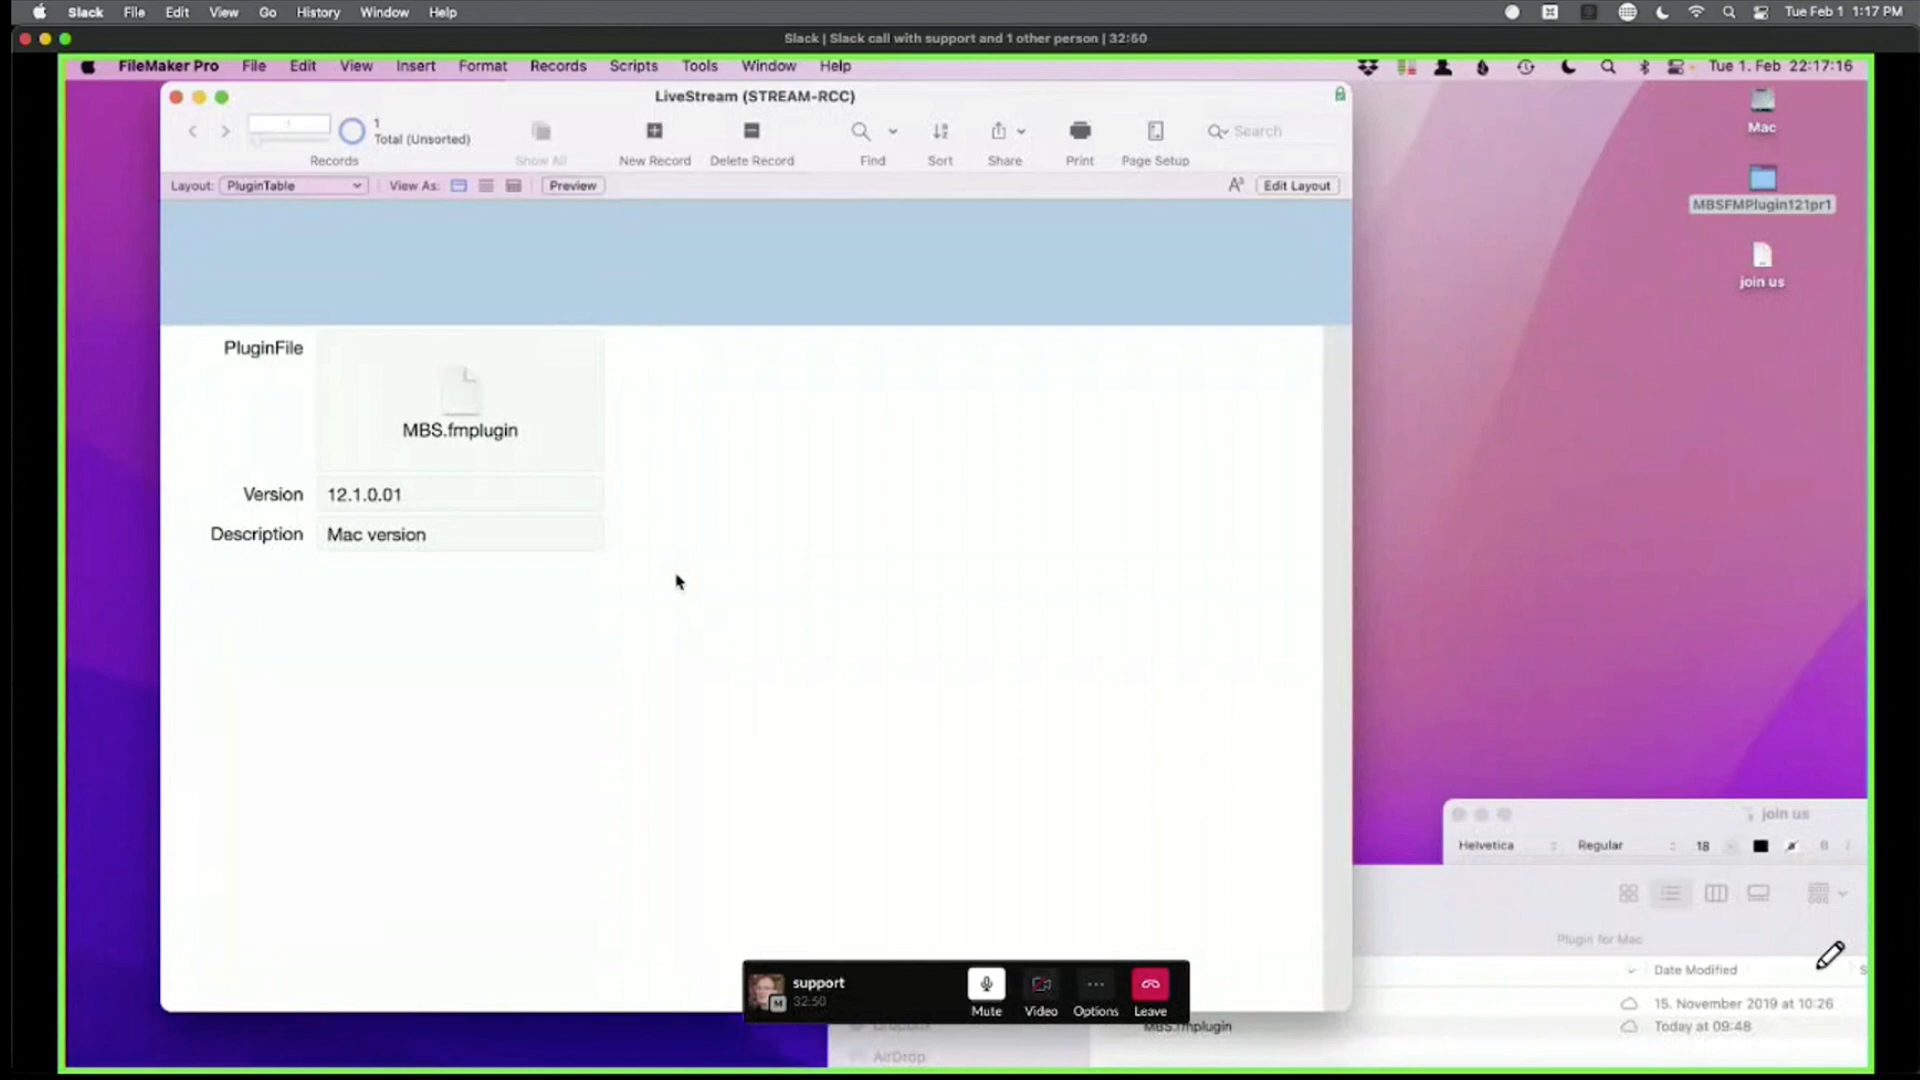 Slack File Edit View Go History Window Help Tue Feb 1 1:17 PM
Slack | Slack call with support and 1 other person | 32:50
FileMaker Pro File Edit View Insert Format Records Scripts Tools Window Help Tue 1. Feb 22:17:16
LiveStream (STREAM-RCC)
1
Total (Unsorted)
Search
Records Show All New Record Delete Record Find Sort Share Print Page Setup
Layout: PluginTable View As: Preview Edit Layout
Mac
MBSFMPlugin121pr1
join us
PluginFile
MBS.fmplugin
Version 12.1.0.01
Description Mac version
join us
Helvetica Regular 18
Plugin for Mac
Date Modified
15. November 2019 at 10:26
MBS.fmplugin Today at 09:48
AirDrop
support
32:50
Mute Video Options Leave